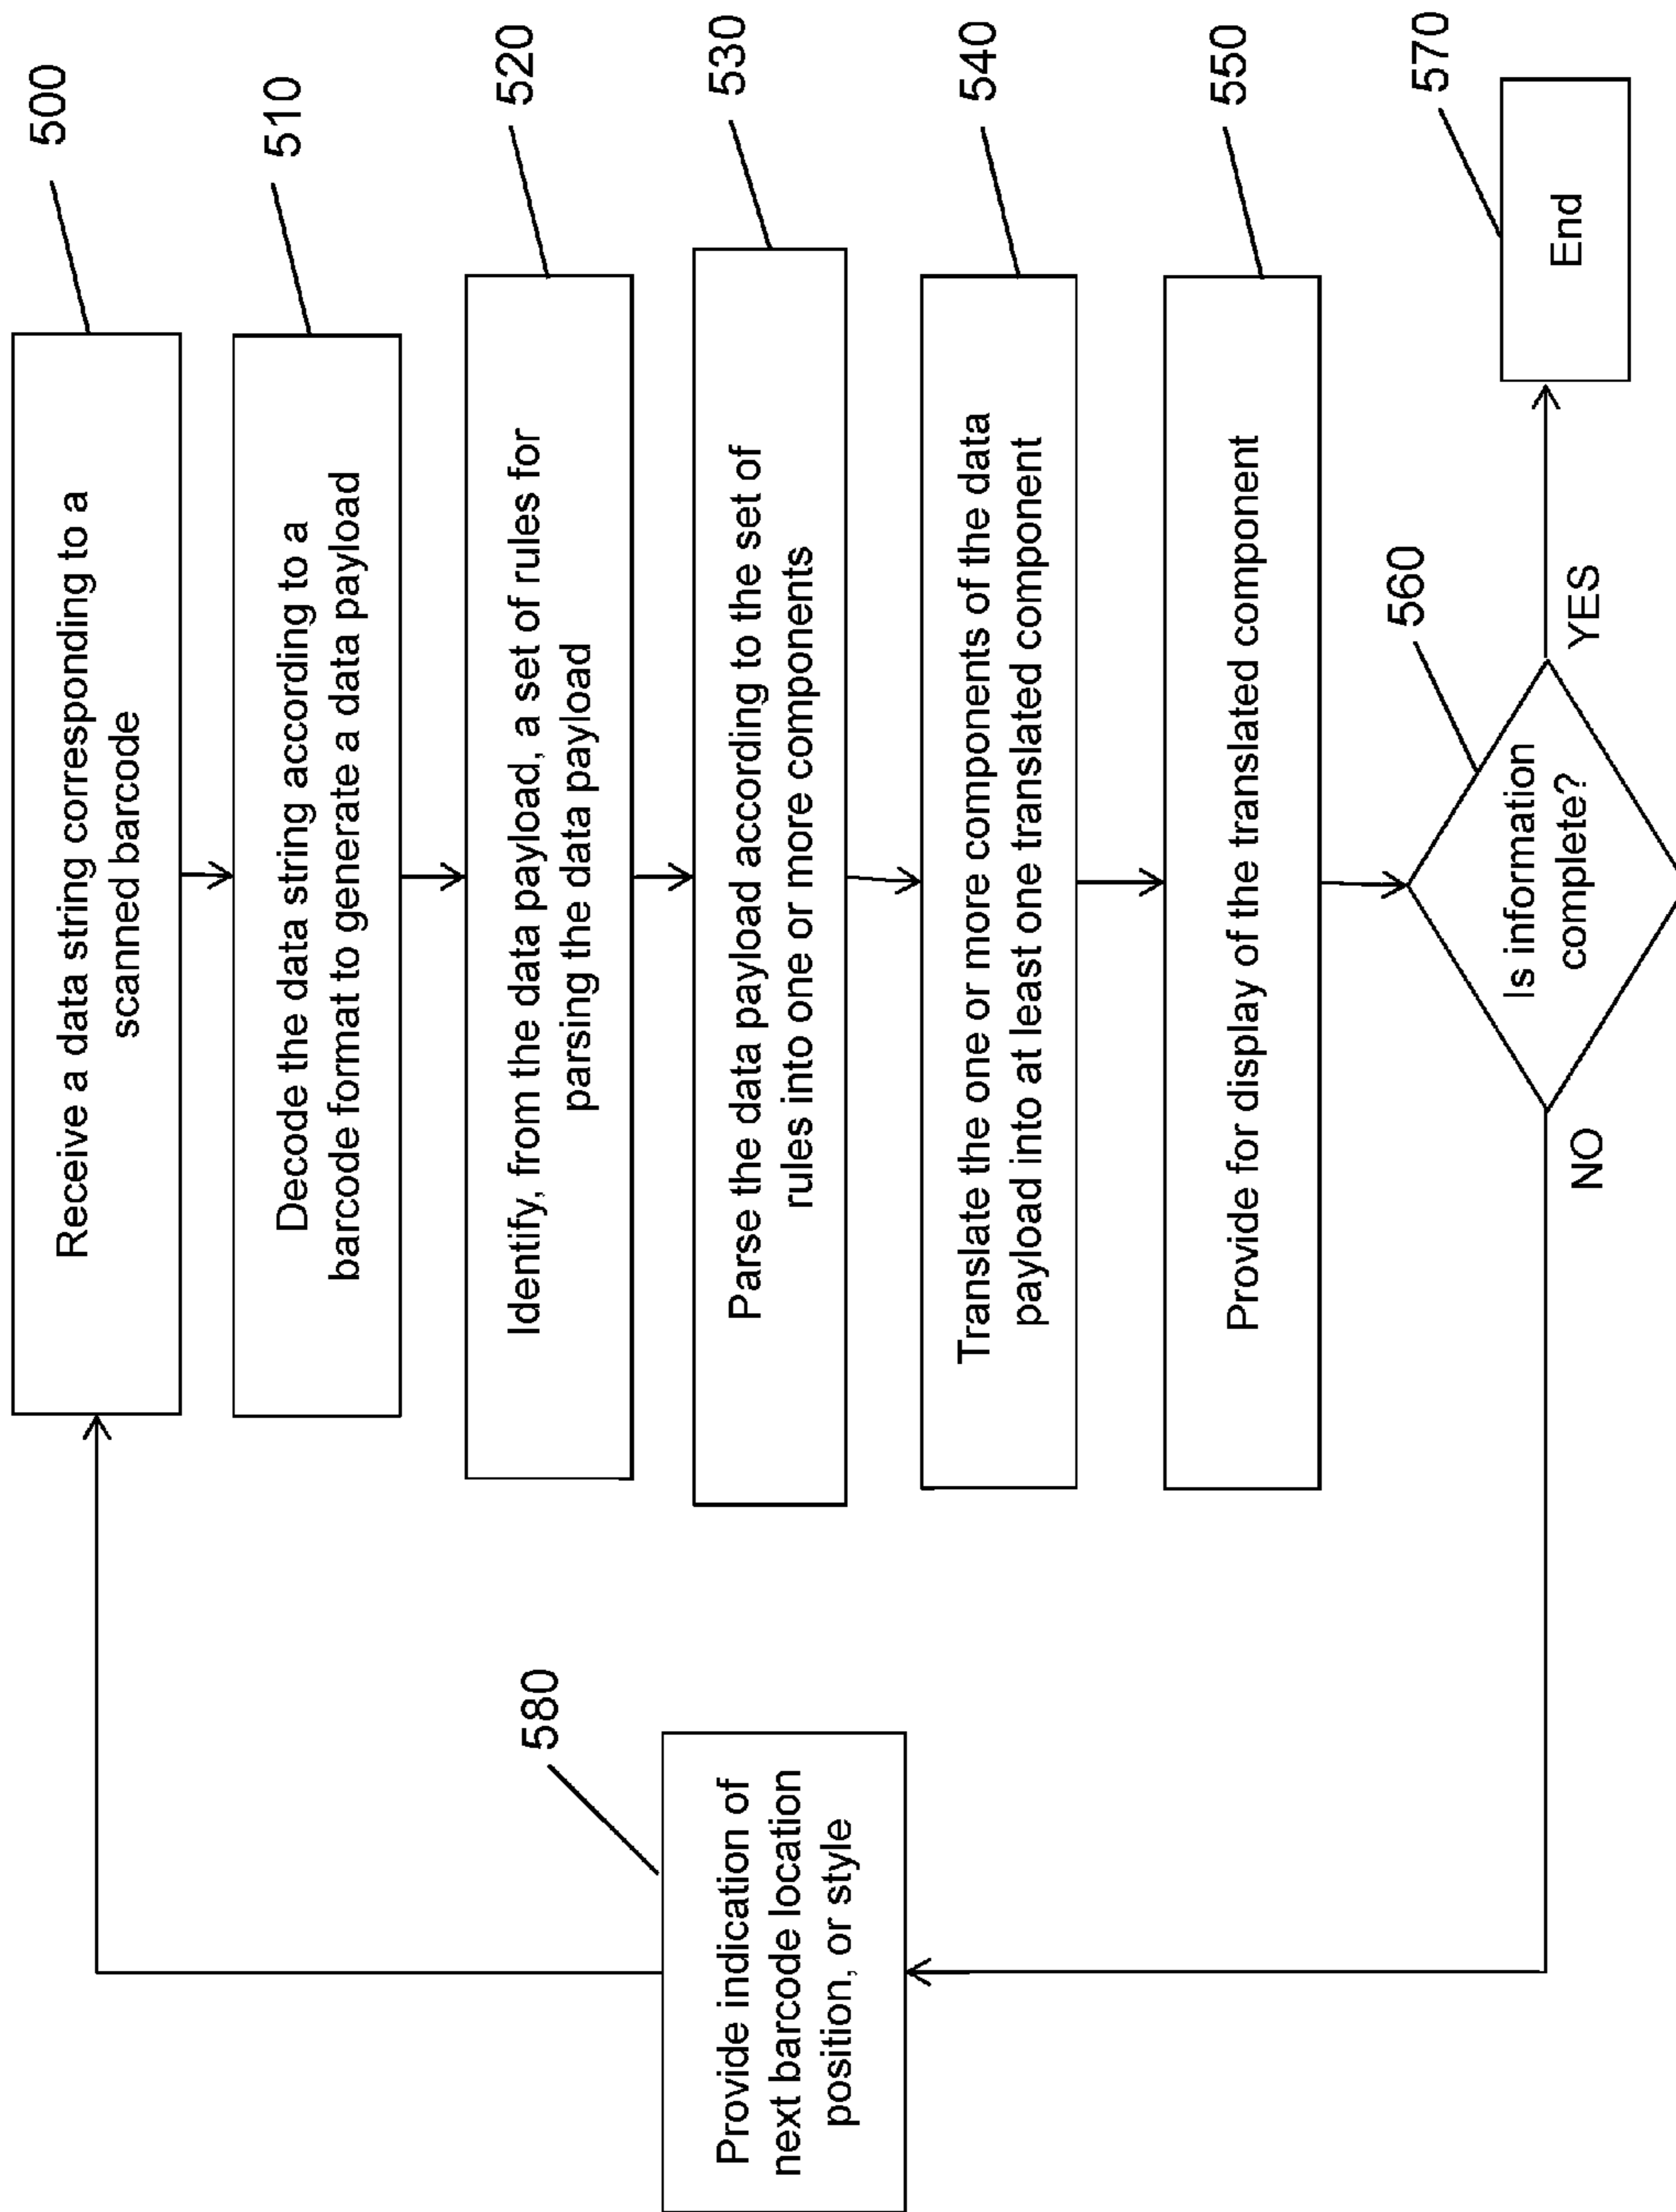 500
Receive a data string corresponding to a
scanned barcode
510
Decode the data string according to a
barcode format to generate a data payload
520
Identify, from the data payload, a set of rules for
parsing the data payload
530
Parse the data payload according to the set of
rules into one or more components
540
Translate the one or more components of the data
payload into at least one translated component
550
Provide for display of the translated component
560
Is information
complete?
YES
570
End
NO
580
Provide indication of
next barcode location
position, or style